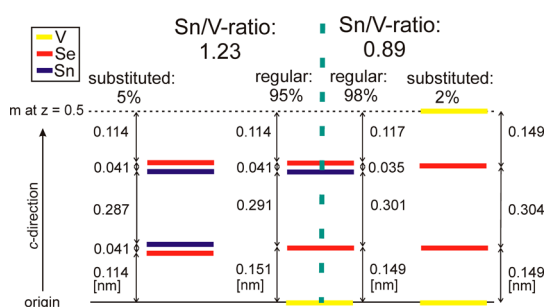 Sn/V-ratio:
1.23
Sn/V-ratio:
0.89
V
Se
Sn
substituted:
5%
regular:
95%
regular:
98%
substituted:
2%
m at z = 0.5
c-direction
origin
0.114
0.041
0.287
0.041
0.114
[nm]
0.114
0.041
0.291
0.151
[nm]
0.117
0.035
0.301
0.149
[nm]
0.149
0.304
0.149
[nm]